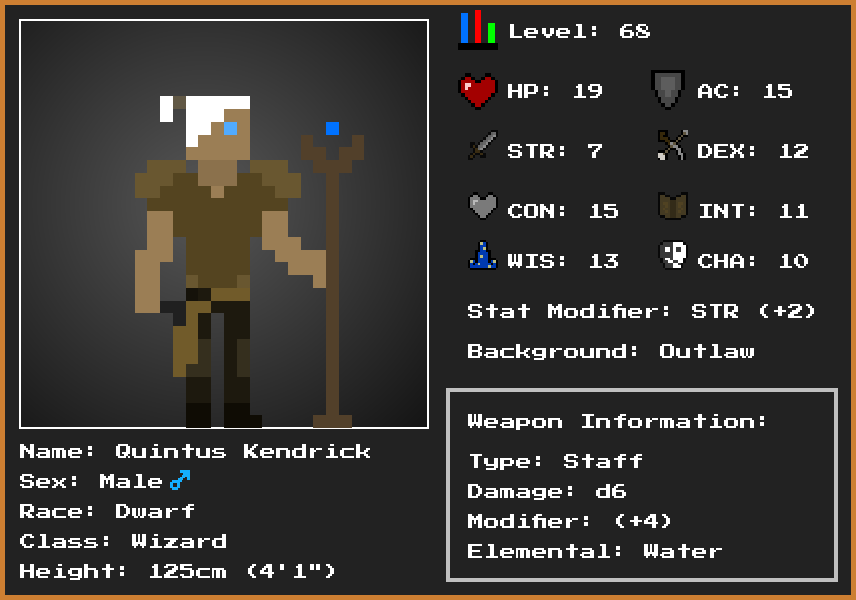 Level: 68
HP: 19
AC: 15
STR: 7
DEX: 12
CON: 15
INT: 11
WIS: 13
CHA: 10
Stat Modifier: STR (+2)
Background: Outlaw
Weapon Information:
Type: Staff
Damage: d6
Modifier: (+4)
Elemental: Water
Name: Quintus Kendrick
Sex: Male♂
Race: Dwarf
Class: Wizard
Height: 125cm (4'1")